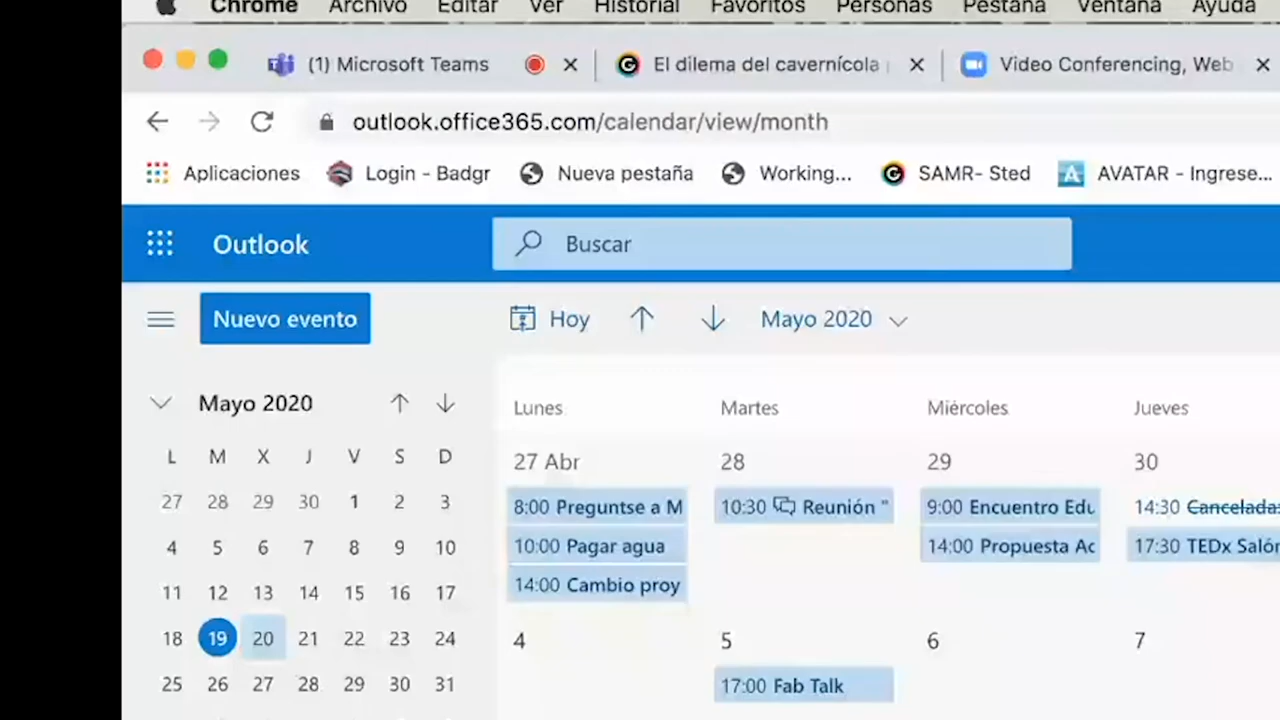 Chrome Archivo Editar Ver Historial Favoritos Personas Pestaña Ventana Ayuda
(1) Microsoft Teams El dilema del cavernícola Video Conferencing, Web
outlook.office365.com/calendar/view/month
Aplicaciones Login - Badgr Nueva pestaña Working... SAMR- Sted AVATAR - Ingrese...
Outlook Buscar
Nuevo evento Hoy Mayo 2020
Mayo 2020
L M X J V S D
27 28 29 30 1 2 3
4 5 6 7 8 9 10
11 12 13 14 15 16 17
18 19 20 21 22 23 24
25 26 27 28 29 30 31
Lunes Martes Miércoles Jueves
27 Abr 28 29 30
8:00 Preguntse a M 10:30 Reunión " 9:00 Encuentro Edu 14:30 Cancelada:
10:00 Pagar agua 14:00 Propuesta Ac 17:30 TEDx Salón
14:00 Cambio proy
4 5 6 7
17:00 Fab Talk